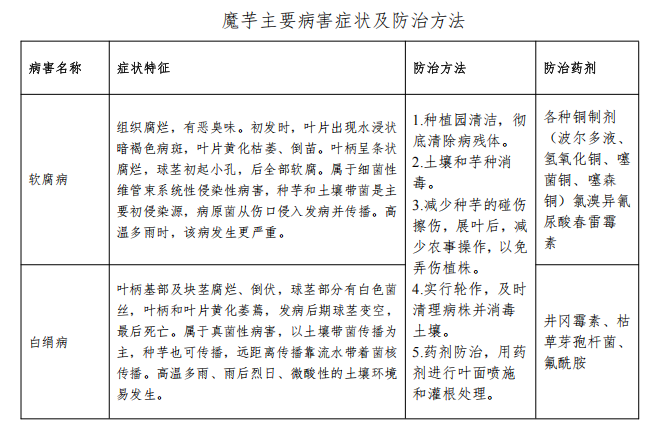 魔芋主要病害症状及防治方法
病害名称
症状特征
防治方法
防治药剂
软腐病
组织腐烂，有恶臭味。初发时，叶片出现水浸状
暗褐色病斑，叶片黄化枯萎、倒苗。叶柄呈条状
腐烂，球茎初起小孔，后全部软腐。属于细菌性
维管束系统性侵染性病害，种芋和土壤带菌是主
要初侵染源，病原菌从伤口侵入发病并传播。高
温多雨时，该病发生更严重。
1.种植园清洁，彻
底清除病残体。
2.土壤和芋种消
毒。
3.减少种芋的碰伤
擦伤，展叶后，减
少农事操作，以免
弄伤植株。
4.实行轮作，及时
清理病株并消毒
土壤。
5.药剂防治，用药
剂进行叶面喷施
和灌根处理。
各种铜制剂
（波尔多液、
氢氧化铜、噻
菌铜、噻森
铜）氯溴异氰
尿酸春雷霉
素
白绢病
叶柄基部及块茎腐烂、倒伏，球茎部分有白色菌
丝，叶柄和叶片黄化萎蔫，发病后期球茎变空，
最后死亡。属于真菌性病害，以土壤带菌传播为
主，种芋也可传播，远距离传播靠流水带着菌核
传播。高温多雨、雨后烈日、微酸性的土壤环境
易发生。
井冈霉素、枯
草芽孢杆菌、
氟酰胺